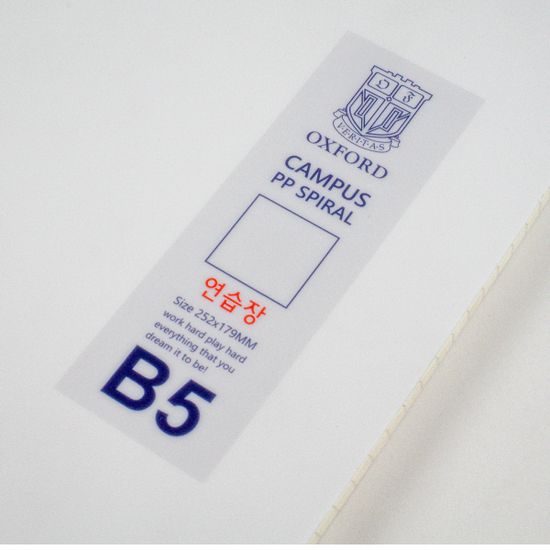 VERITAS
OXFORD
CAMPUS
PP SPIRAL
연습장
Size 252x179MM
work hard play hard
everything that you
dream it to be!
B5